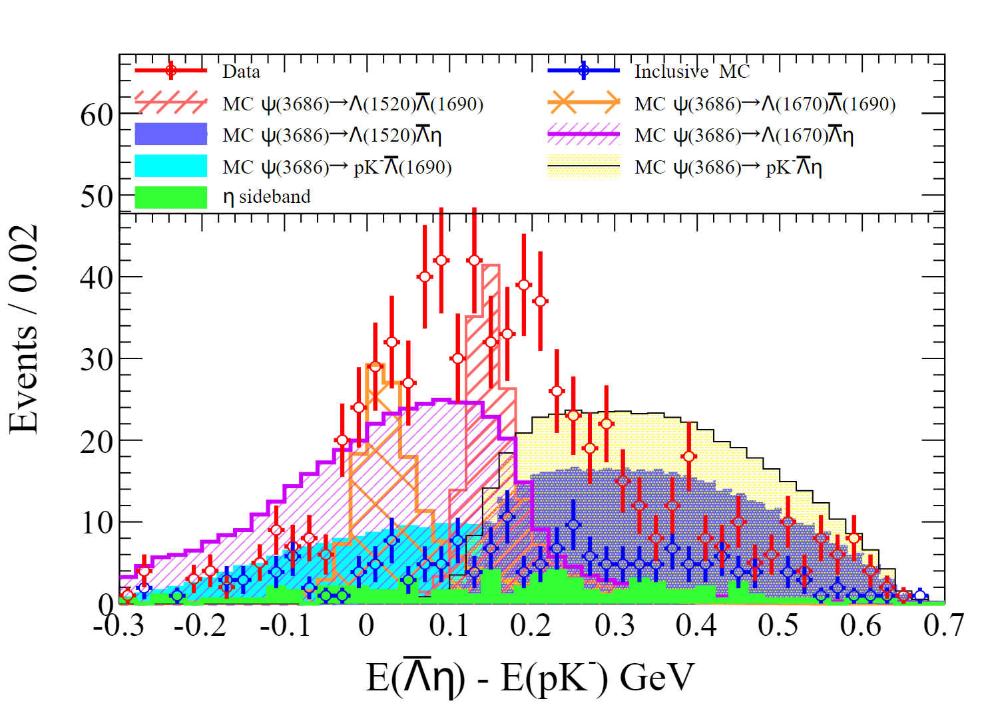 Data
Inclusive MC
MC ψ(3686)→Λ(1520)Λ̅(1690)
MC ψ(3686)→Λ(1670)Λ̅(1690)
MC ψ(3686)→Λ(1520)Λ̅η
MC ψ(3686)→Λ(1670)Λ̅η
MC ψ(3686)→ pK⁻Λ̅(1690)
MC ψ(3686)→ pK⁻Λ̅η
η sideband
Events / 0.02
60
50
40
30
20
10
0
-0.3 -0.2 -0.1 0 0.1 0.2 0.3 0.4 0.5 0.6 0.7
E(Λ̅η) - E(pK⁻) GeV